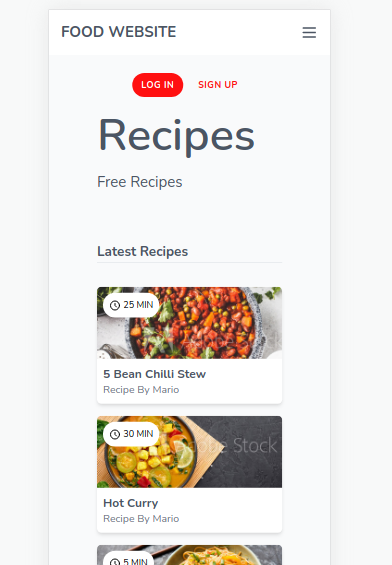 FOOD WEBSITE
LOG IN
SIGN UP
Recipes
Free Recipes
Latest Recipes
25 MIN
5 Bean Chilli Stew
Recipe By Mario
30 MIN
Stock
Hot Curry
Recipe By Mario
5 MIN